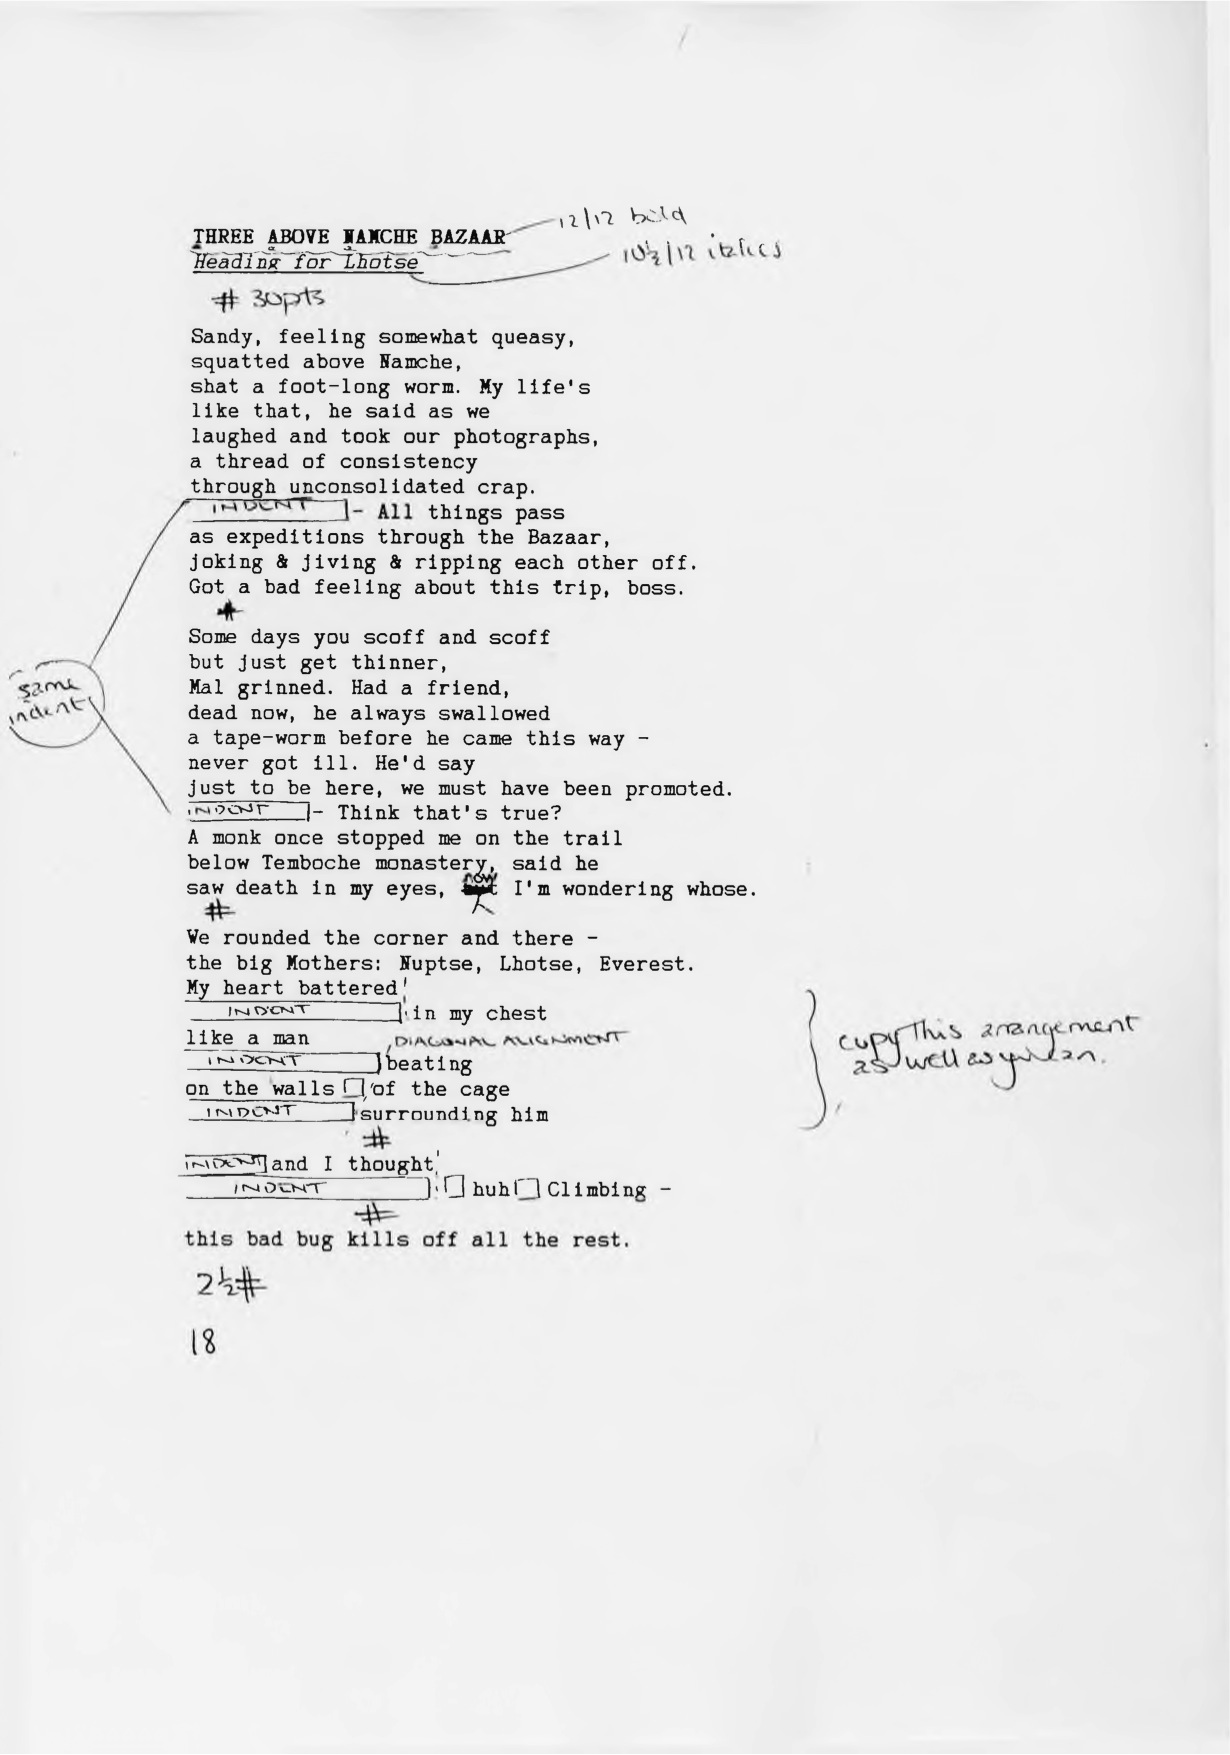 THREE ABOVE NAMCHE BAZAAR 12/12 bold
Heading for Lhotse 10½/12 italics
# 30pts
Sandy, feeling somewhat queasy,
squatted above Namche,
shat a foot-long worm. My life's
like that, he said as we
laughed and took our photographs,
a thread of consistency
through unconsolidated crap.
INDENT - All things pass
as expeditions through the Bazaar,
joking & jiving & ripping each other off.
Got a bad feeling about this trip, boss.
#
Some days you scoff and scoff
but just get thinner,
same
indent
Mal grinned. Had a friend,
dead now, he always swallowed
a tape-worm before he came this way -
never got ill. He'd say
just to be here, we must have been promoted.
INDENT - Think that's true?
A monk once stopped me on the trail
below Temboche monastery, said he
now
saw death in my eyes, I'm wondering whose.
#
We rounded the corner and there -
the big Mothers: Nuptse, Lhotse, Everest.
My heart battered
INDENT in my chest
like a man DIAGONAL ALIGNMENT
INDENT beating
on the walls of the cage
INDENT surrounding him
copy this arrangement
as well as you can.
#
INDENT and I thought
INDENT huh Climbing -
#
this bad bug kills off all the rest.
2½#
18